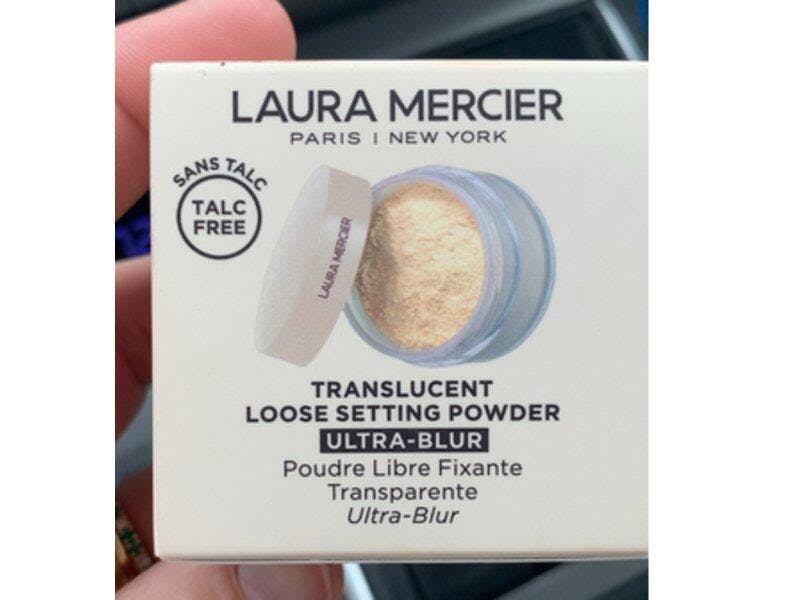 LAURA MERCIER
PARIS | NEW YORK
SANS TALC
TALC
FREE
LAURA MERCIER
TRANSLUCENT
LOOSE SETTING POWDER
ULTRA-BLUR
Poudre Libre Fixante
Transparente
Ultra-Blur